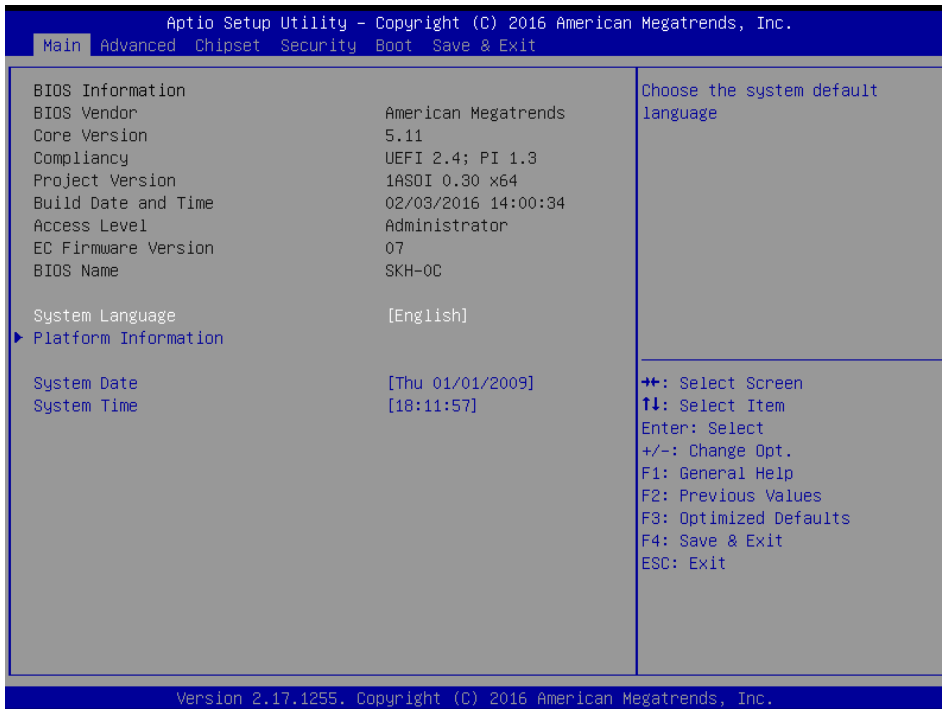 Aptio Setup Utility – Copyright (C) 2016 American Megatrends, Inc.
Main Advanced Chipset Security Boot Save & Exit
BIOS Information
BIOS Vendor American Megatrends
Core Version 5.11
Compliancy UEFI 2.4; PI 1.3
Project Version 1ASOI 0.30 x64
Build Date and Time 02/03/2016 14:00:34
Access Level Administrator
EC Firmware Version 07
BIOS Name SKH-0C
System Language [English]
Platform Information
System Date [Thu 01/01/2009]
System Time [18:11:57]
Choose the system default
language
→←: Select Screen
↑↓: Select Item
Enter: Select
+/-: Change Opt.
F1: General Help
F2: Previous Values
F3: Optimized Defaults
F4: Save & Exit
ESC: Exit
Version 2.17.1255. Copyright (C) 2016 American Megatrends, Inc.